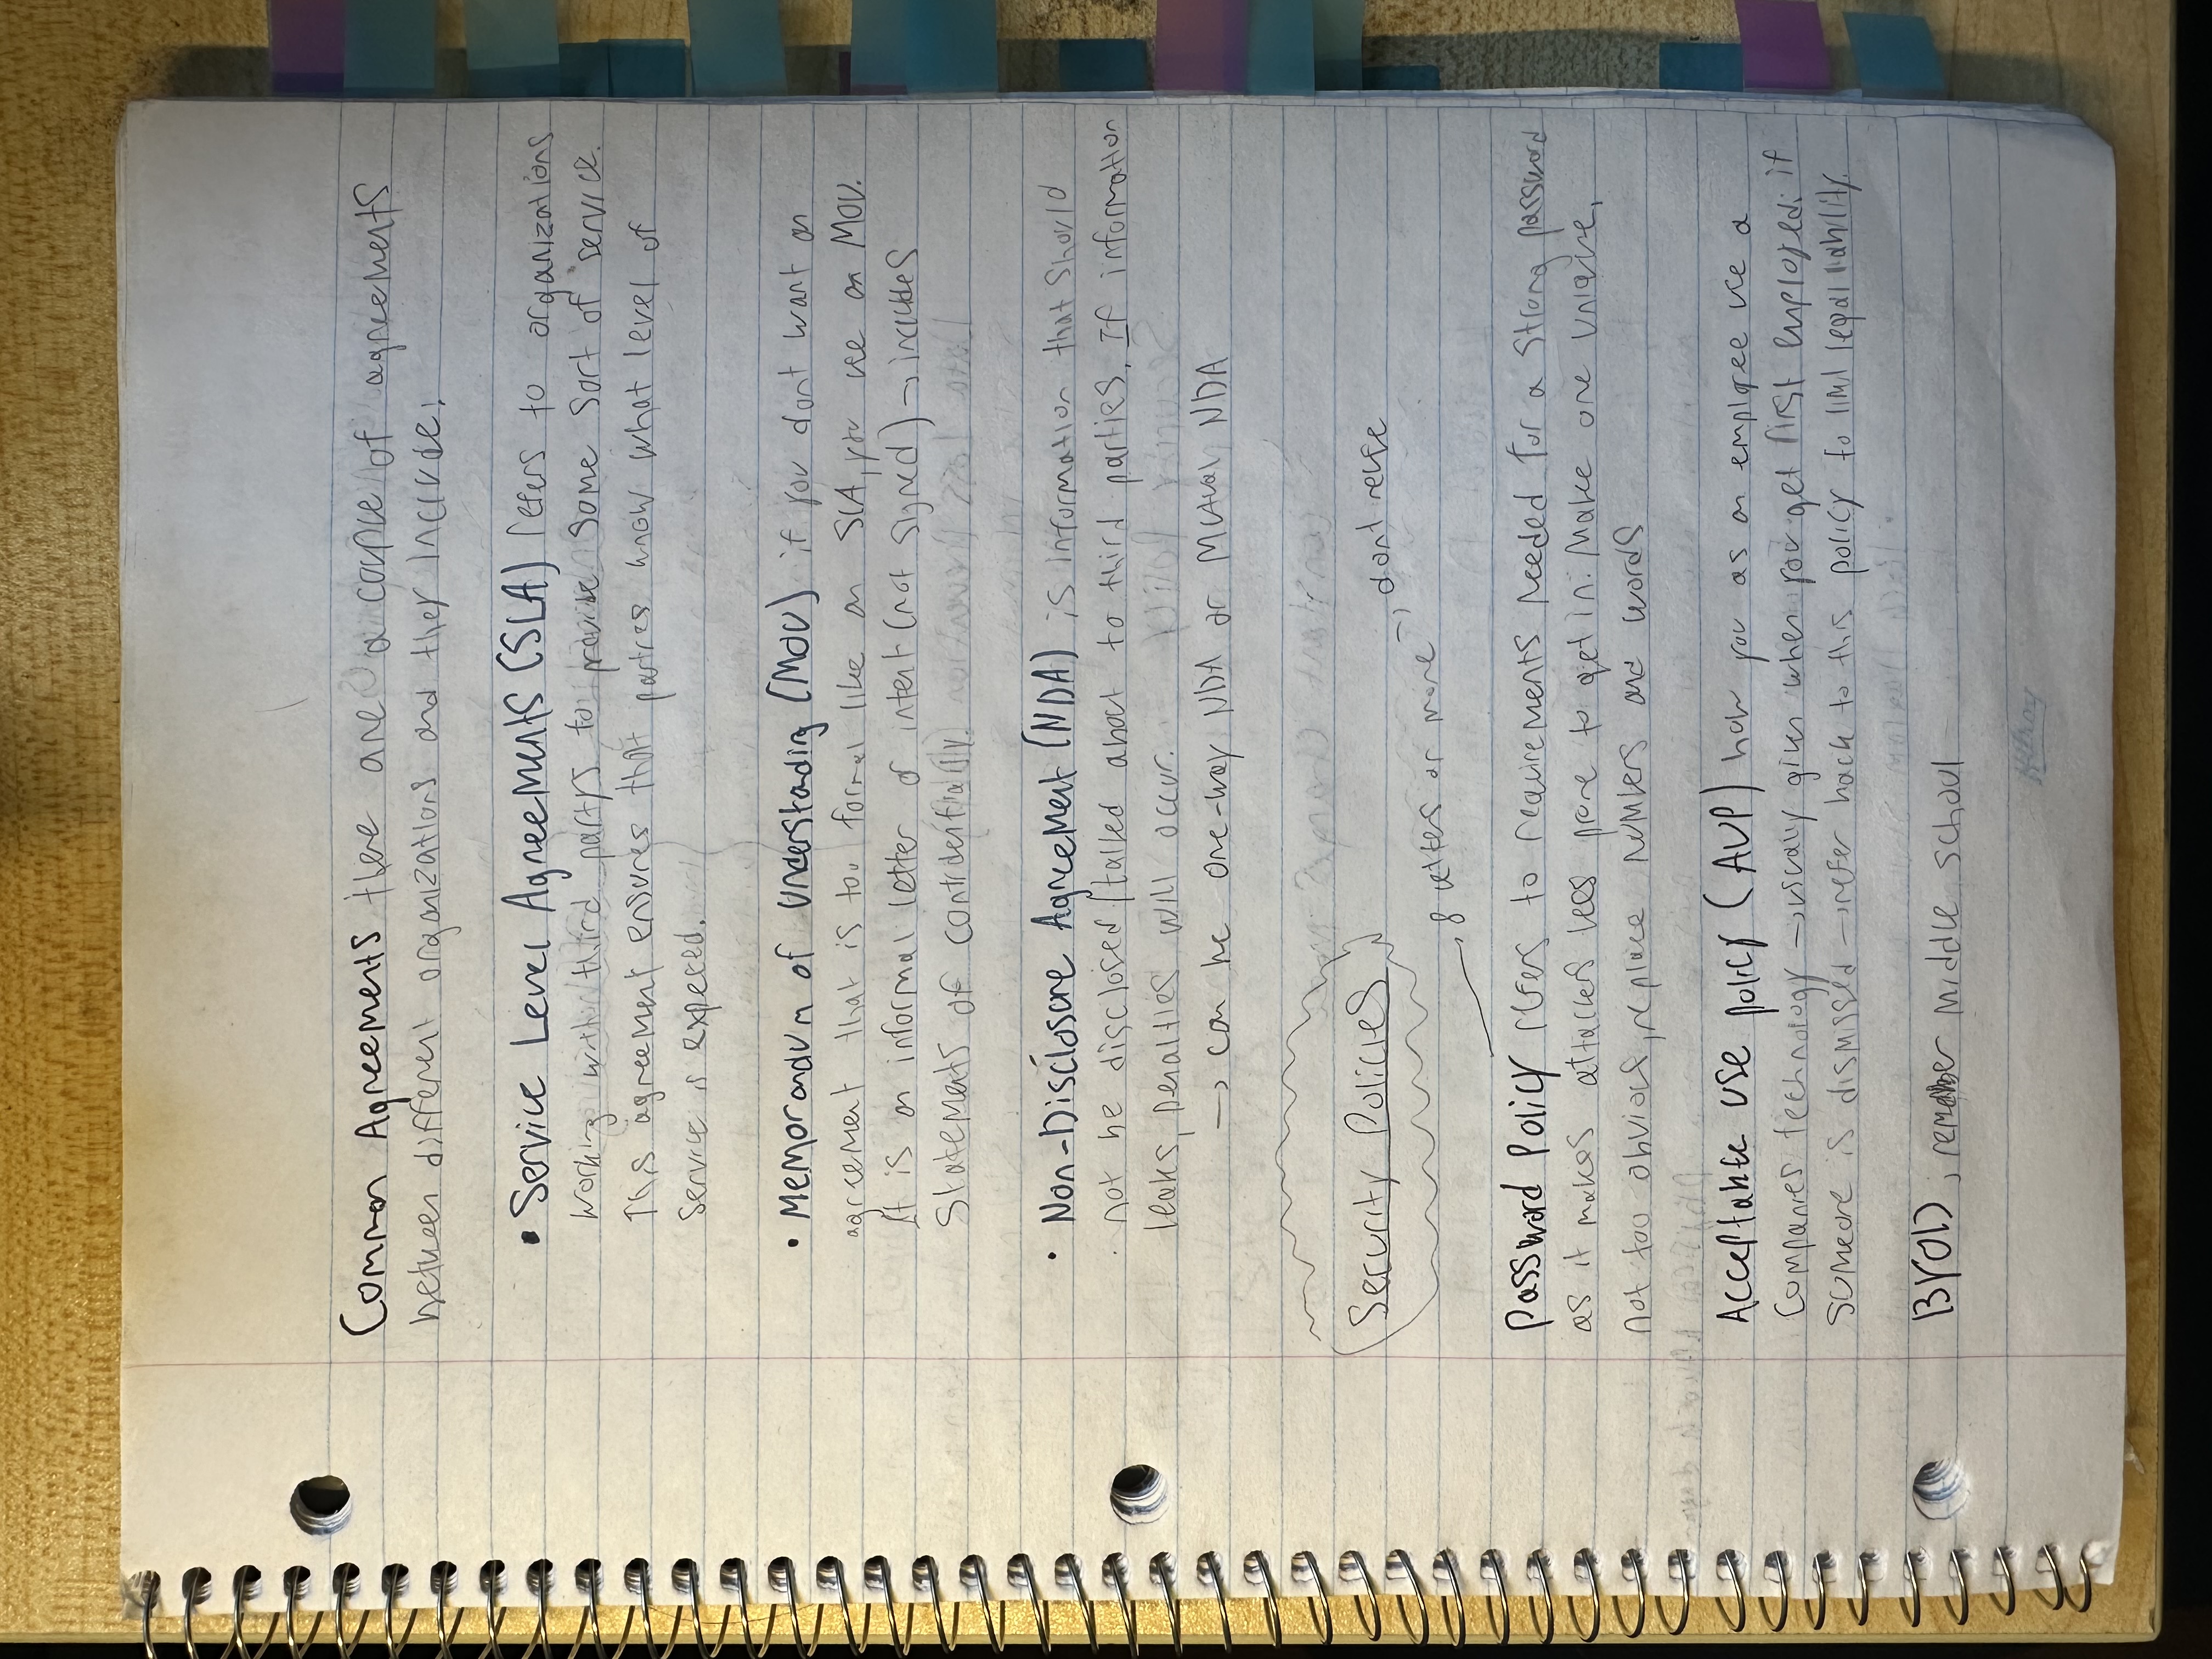 Common Agreements there are a couple of agreements
between different organizations and they include:
• Service Level Agreements (SLA) refers to organizations
working with third partys to provide some sort of service.
This agreement ensures that parties know what level of
service is expected.
• Memorandum of Understanding (MOU) if you dont want an
agreement that is too formal like an SLA, you use an MOU.
It is an informal letter of intent (not signed) → includes
statements of confidentiality.
• Non-Disclosure Agreement (NDA) is information that should
not be disclosed/talked about to third parties. If information
leaks, penalties will occur.
→ can be one-way NDA or Mutual NDA
Security Policies
→ dont reuse
→ 8 letters or more
Password Policy refers to requirements needed for a strong password
as it makes attackers less prone to get in. Make one unique,
not too obvious, replace numbers and words
Acceptable Use Policy (AUP) how you as an employee use a
companies technology → usually given when you get first employed. if
someone is dismissed → refer back to this policy to limit legal liability.
BYOD, remember middle school
Hilroy